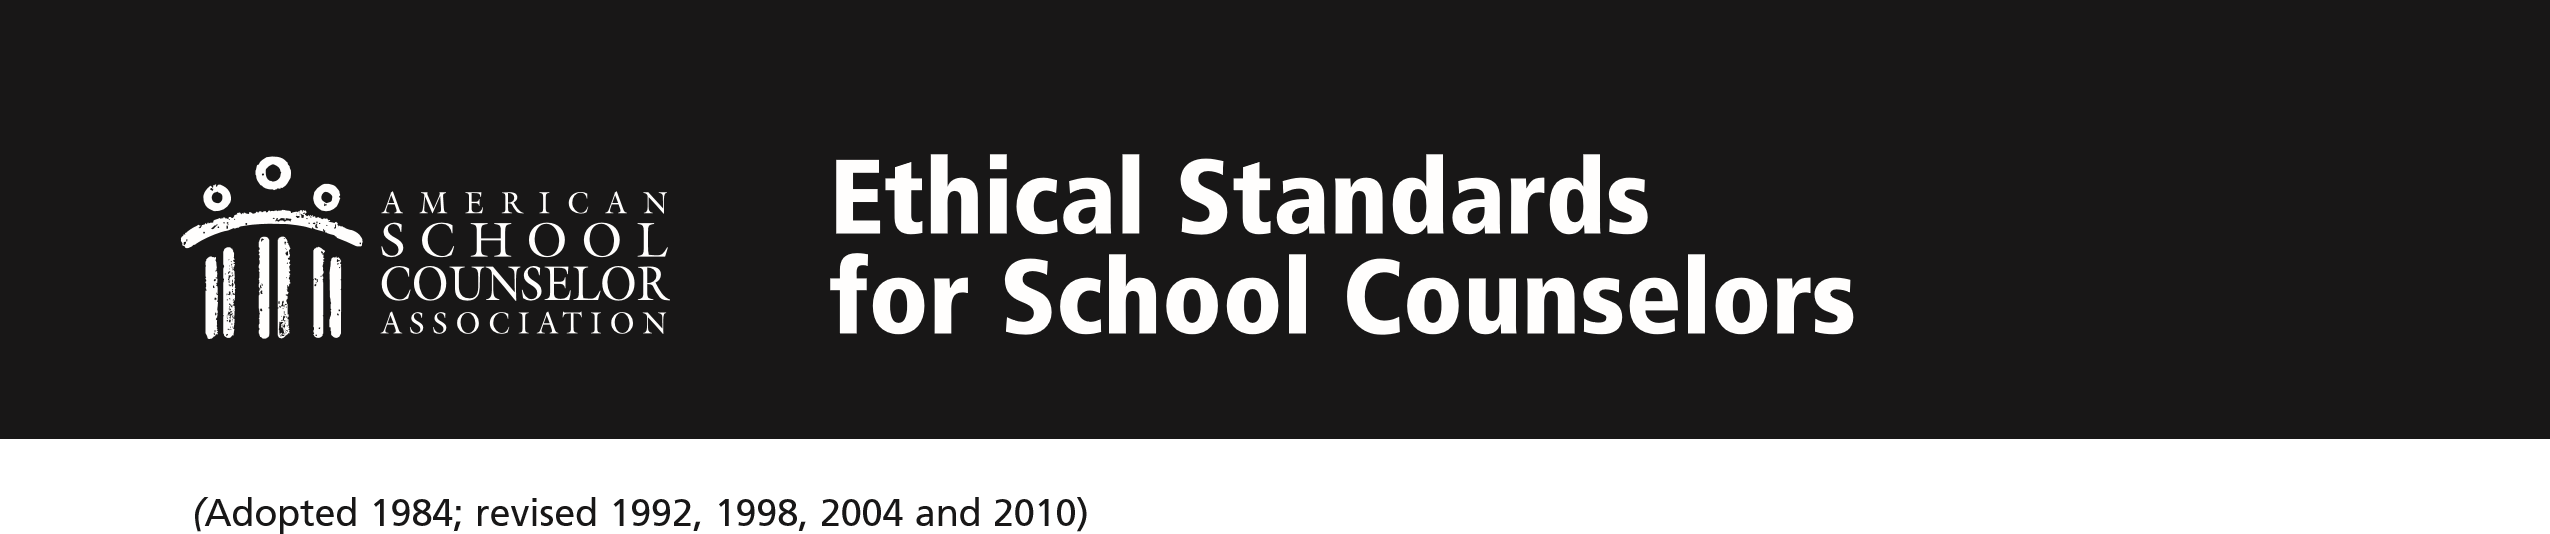 AMERICAN
SCHOOL
COUNSELOR
ASSOCIATION
Ethical Standards
for School Counselors
(Adopted 1984; revised 1992, 1998, 2004 and 2010)